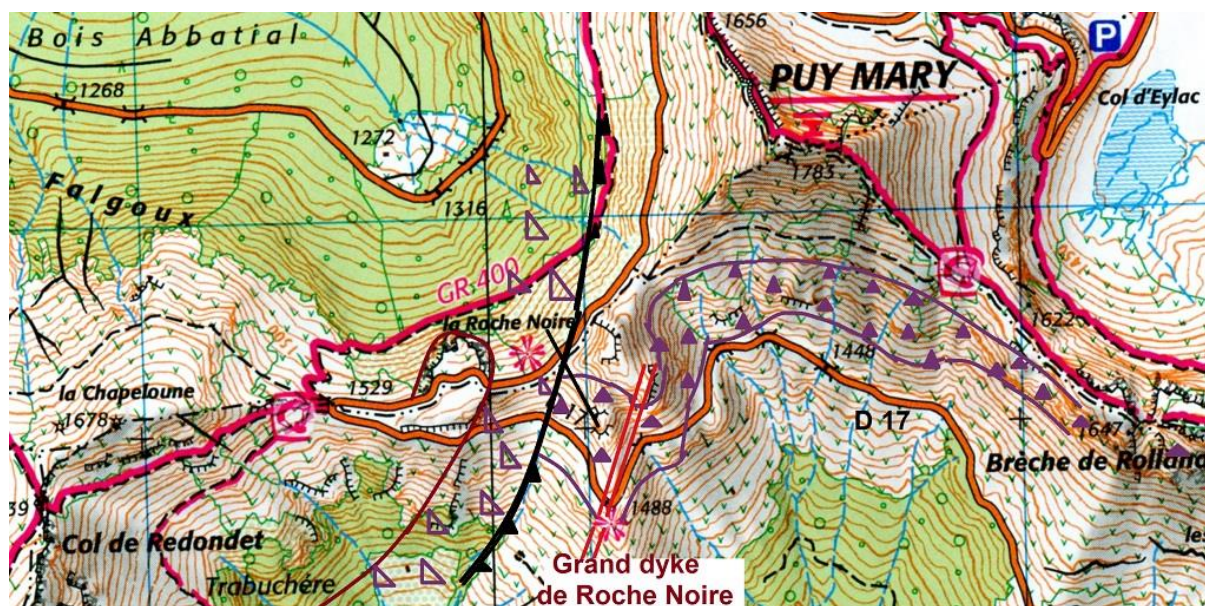 Bois Abbatial
1656
P
PUY MARY
Col d'Eylac
1268
1272
1783
Falgoux
1316
GR 400
la Roche Noire
1622
1448
la Chapeloune
1529
1678
D 17
1647
Brèche de Rolland
1488
39
Col de Redondet
les
Trabuchère
s
Grand dyke
de Roche Noire